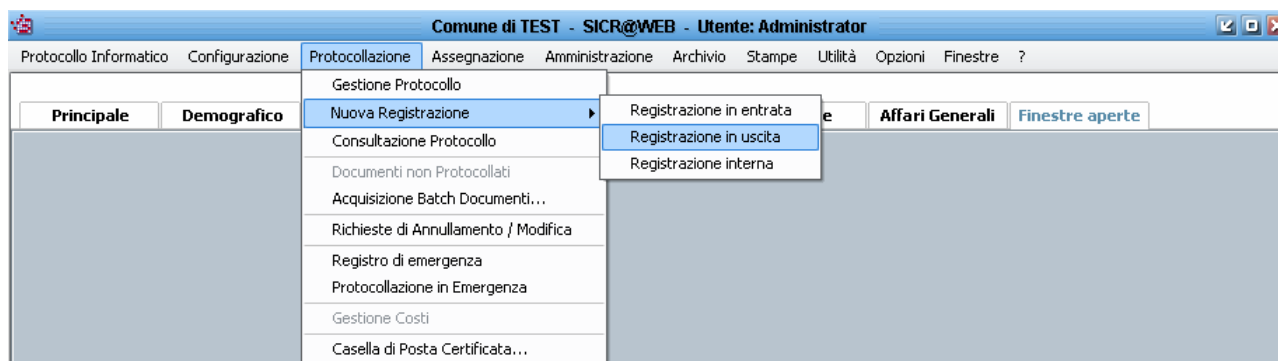 Comune di TEST - SICR@WEB - Utente: Administrator
Protocollo Informatico Configurazione Protocollazione Assegnazione Amministrazione Archivio Stampe Utilità Opzioni Finestre ?
Gestione Protocollo
Principale Demografico Nuova Registrazione Registrazione in entrata e Affari Generali Finestre aperte
Consultazione Protocollo Registrazione in uscita
Documenti non Protocollati Registrazione interna
Acquisizione Batch Documenti...
Richieste di Annullamento / Modifica
Registro di emergenza
Protocollazione in Emergenza
Gestione Costi
Casella di Posta Certificata...